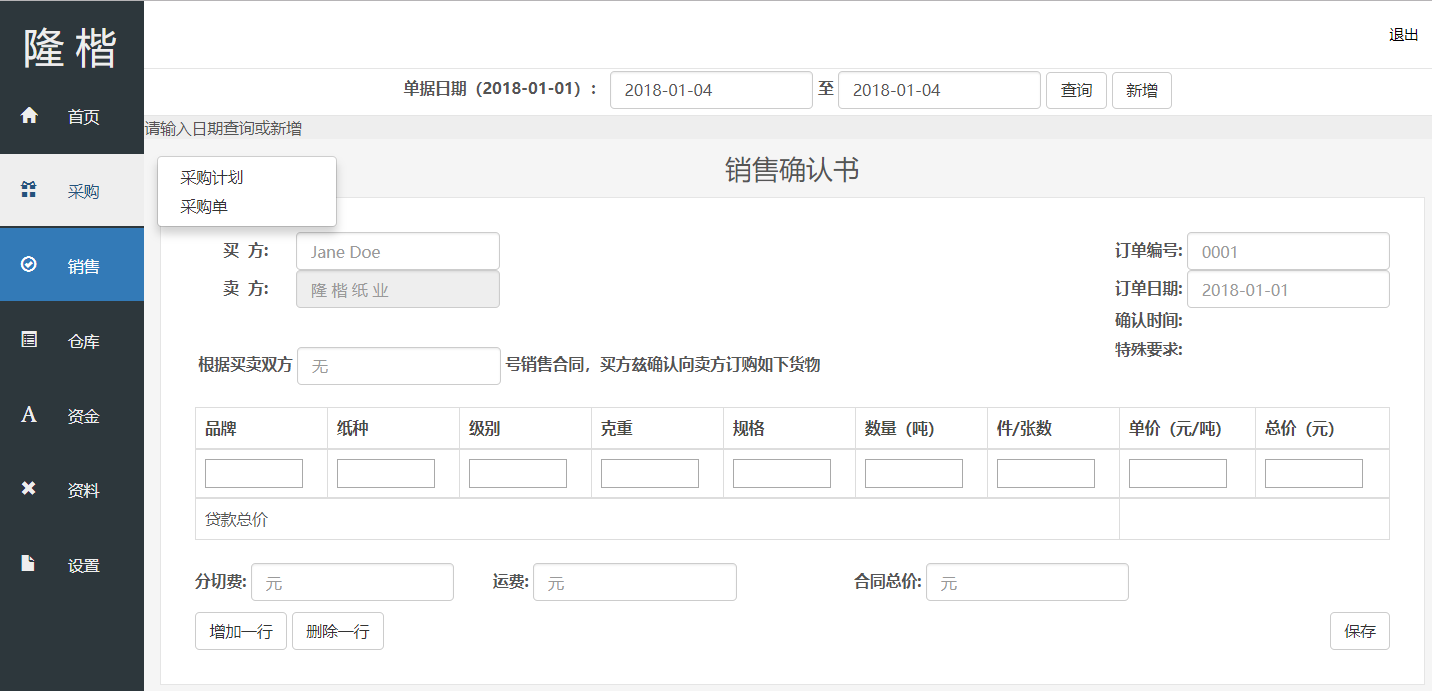 隆 楷
退出
单据日期（2018-01-01）： 2018-01-04 至 2018-01-04 查询 新增
请输入日期查询或新增
首页
采购
销售
仓库
A 资金
资料
设置
采购计划
采购单
销售确认书
买 方: Jane Doe
卖 方: 隆 楷 纸 业
订单编号: 0001
订单日期: 2018-01-01
确认时间:
特殊要求:
根据买卖双方 无 号销售合同，买方兹确认向卖方订购如下货物
品牌 纸种 级别 克重 规格 数量（吨） 件/张数 单价（元/吨） 总价（元）
贷款总价
分切费: 元 运费: 元 合同总价: 元
增加一行 删除一行 保存